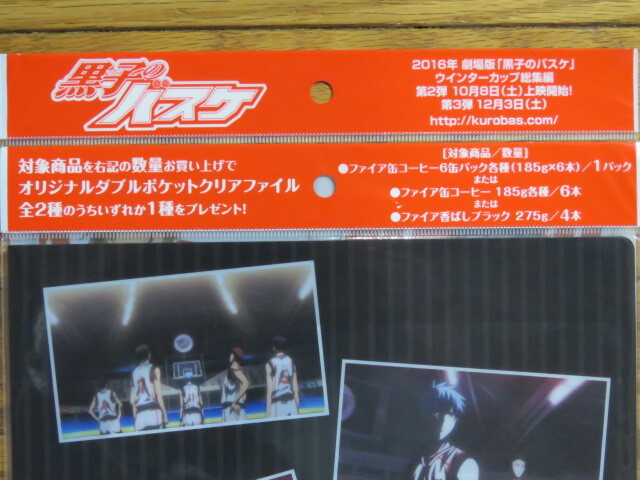 黒子の
バスケ
2016年 劇場版「黒子のバスケ」
ウインターカップ総集編
第2弾 10月8日(土)上映開始!
第3弾 12月3日(土)
http://kurobas.com/
対象商品を右記の数量お買い上げで
オリジナルダブルポケットクリアファイル
全2種のうちいずれか1種をプレゼント!
[対象商品/数量]
●ファイア缶コーヒー6缶パック各種(185g×6本)/1パック
または
●ファイア缶コーヒー 185g各種/6本
または
●ファイア香ばしブラック 275g/4本